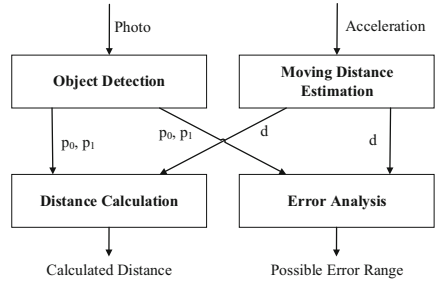 Photo
Acceleration
Object Detection
Moving Distance
Estimation
p₀, p₁
p₀, p₁
d
d
Distance Calculation
Error Analysis
Calculated Distance
Possible Error Range